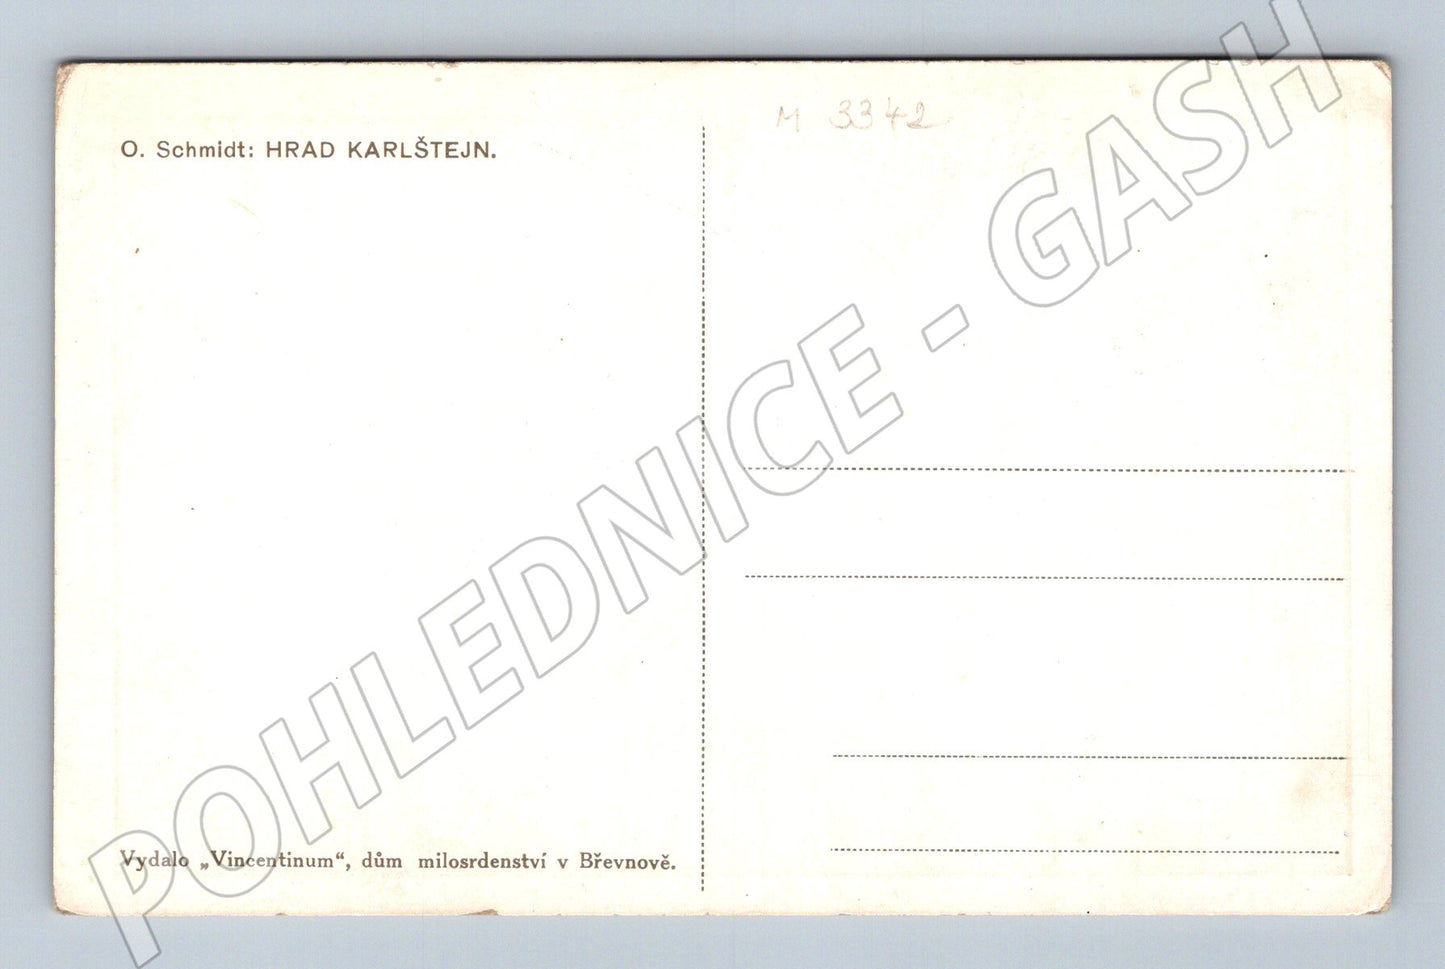 M 3342
O. Schmidt: HRAD KARLŠTEJN.
POHLEDNICE - GASH
Vydalo „Vincentinum“, dům milosrdenství v Břevnově.